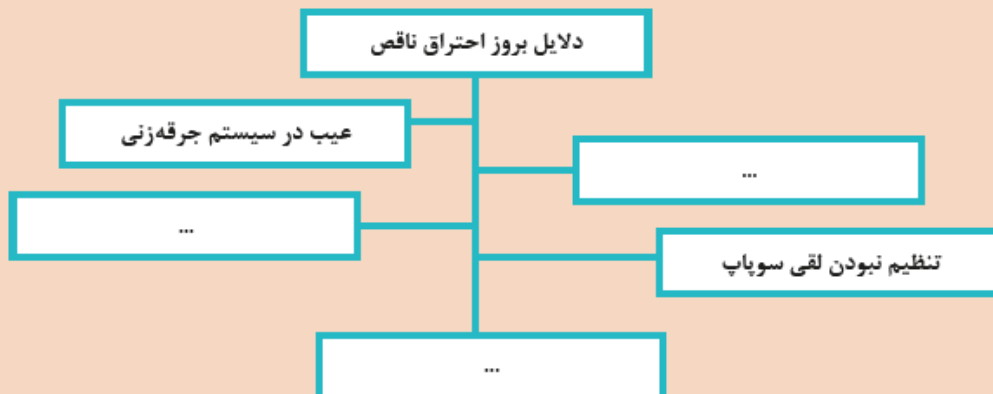 دلایل بروز احتراق ناقص
عیب در سیستم جرقه‌زنی
...
...
تنظیم نبودن لقی سوپاپ
...